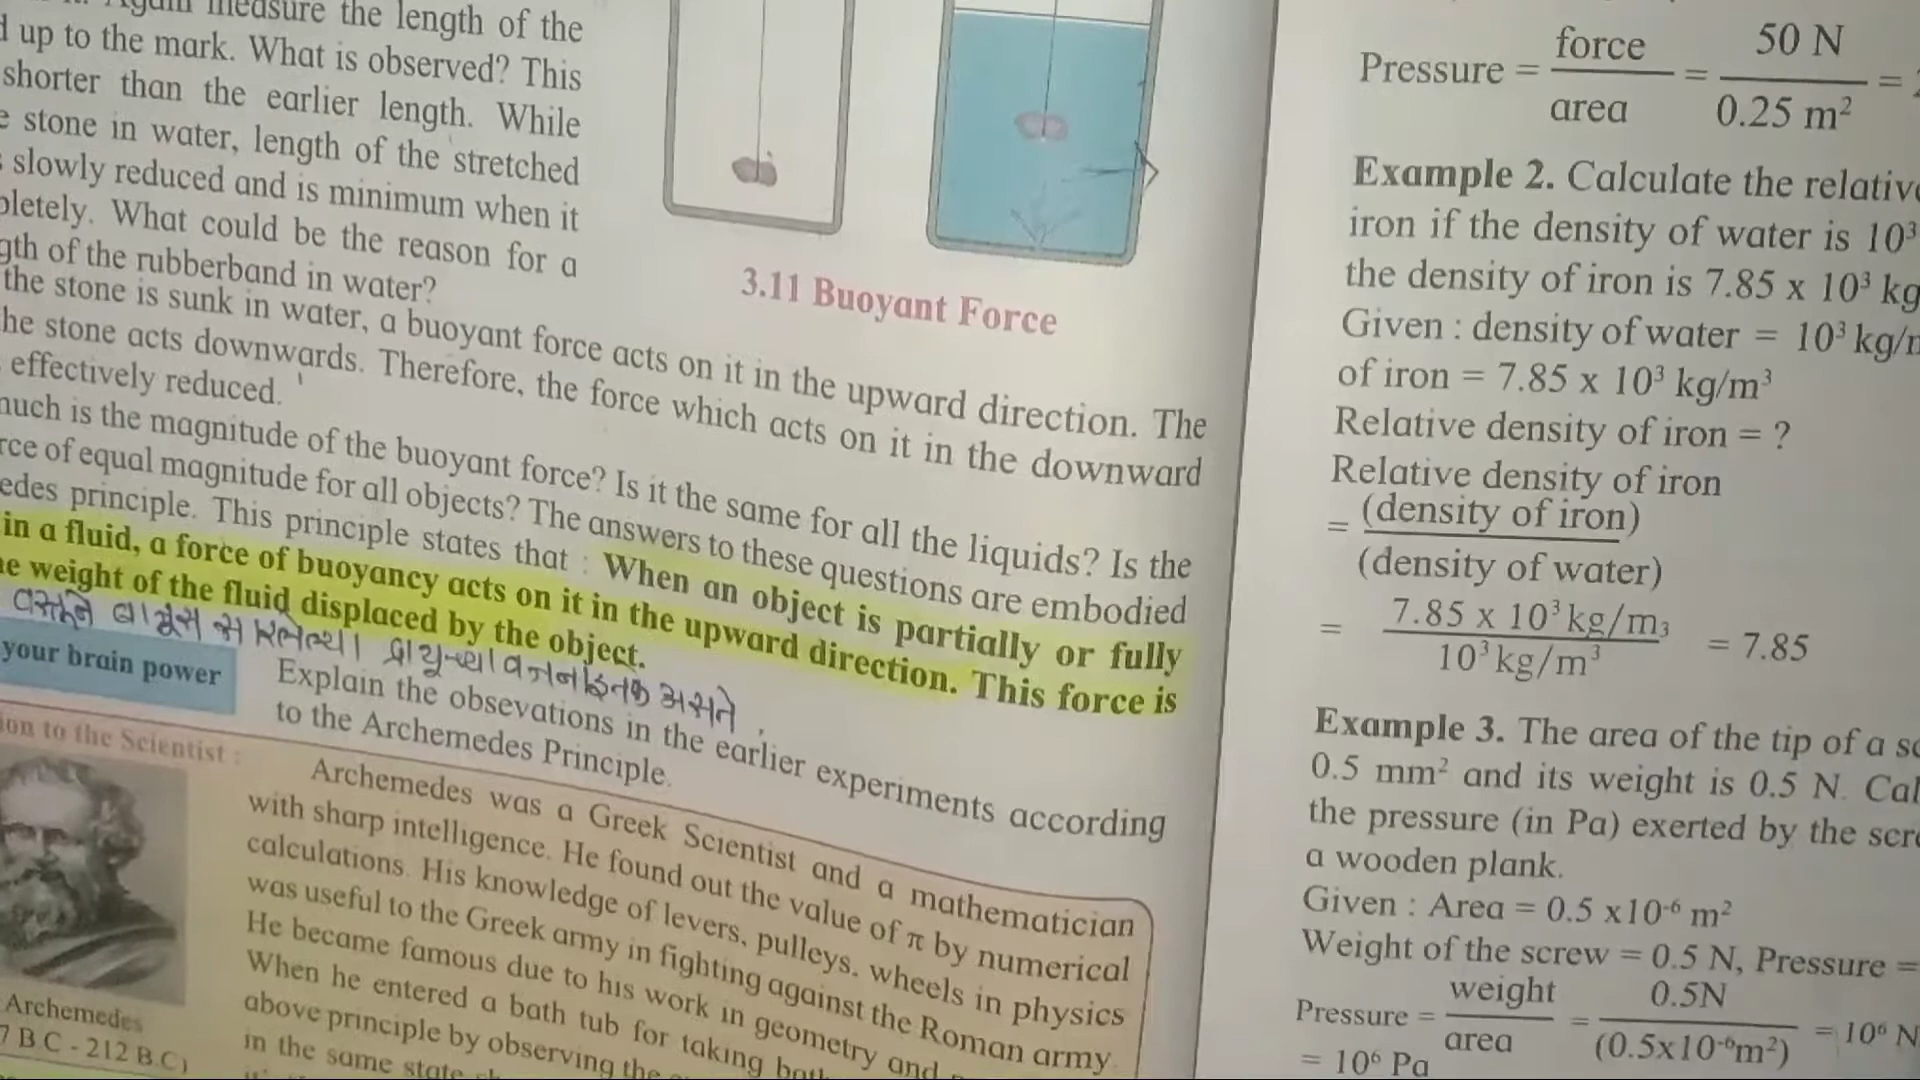 Again measure the length of the
up to the mark. What is observed? This
shorter than the earlier length. While
stone in water, length of the stretched
slowly reduced and is minimum when it
pletely. What could be the reason for a
gth of the rubberband in water?
the stone is sunk in water, a buoyant force acts on it in the upward direction. The
he stone acts downwards. Therefore, the force which acts on it in the downward
effectively reduced.
much is the magnitude of the buoyant force? Is it the same for all the liquids? Is the
rce of equal magnitude for all objects? The answers to these questions are embodied
edes principle. This principle states that : When an object is partially or fully
in a fluid, a force of buoyancy acts on it in the upward direction. This force is
he weight of the fluid displaced by the object.
असते
your brain power
Explain the obsevations in the earlier experiments according
to the Archemedes Principle.
ion to the Scientist :
Archemedes was a Greek Scientist and a mathematician
with sharp intelligence. He found out the value of π by numerical
calculations. His knowledge of levers, pulleys, wheels in physics
was useful to the Greek army in fighting against the Roman army.
He became famous due to his work in geometry and
When he entered a bath tub for taking
above principle by observing the
in the same state
Archemedes
7 B.C - 212 B.C)
3.11 Buoyant Force
Pressure = force / area = 50 N / 0.25 m² =
Example 2. Calculate the relative
iron if the density of water is 10³
the density of iron is 7.85 x 10³ kg
Given : density of water = 10³ kg/
of iron = 7.85 x 10³ kg/m³
Relative density of iron = ?
Relative density of iron
= (density of iron)
(density of water)
= 7.85 x 10³ kg/m₃ / 10³ kg/m³ = 7.85
Example 3. The area of the tip of a sc
0.5 mm² and its weight is 0.5 N. Cal
the pressure (in Pa) exerted by the scre
a wooden plank.
Given : Area = 0.5 x10⁻⁶ m²
Weight of the screw = 0.5 N, Pressure =
Pressure = weight / area = 0.5N / (0.5x10⁻⁶m²) = 10⁶ N
= 10⁶ Pa